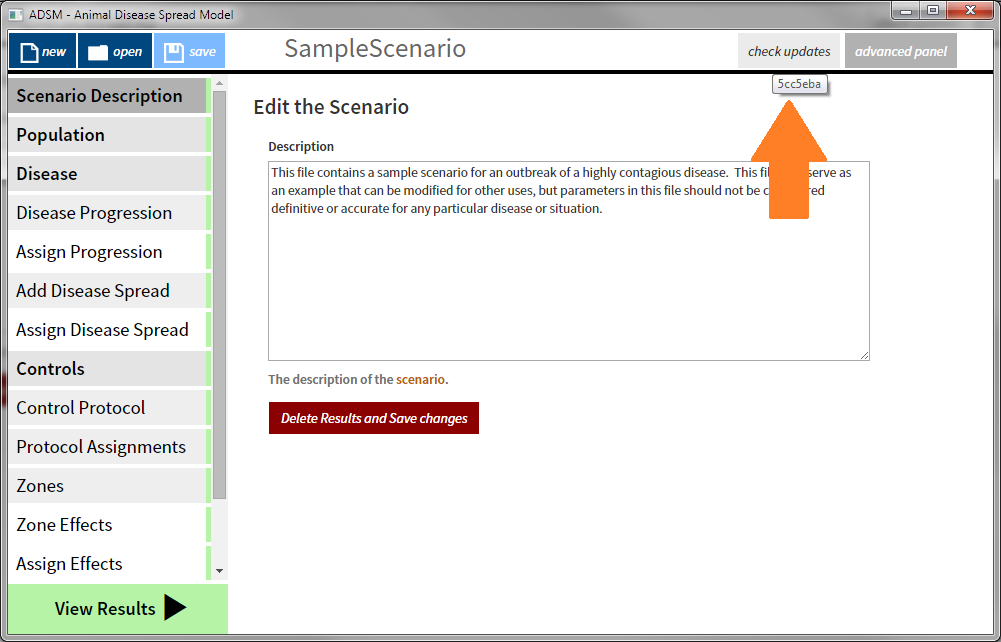 ADSM - Animal Disease Spread Model
new
open
save
SampleScenario
check updates
advanced panel
5cc5eba
Scenario Description
Population
Disease
Disease Progression
Assign Progression
Add Disease Spread
Assign Disease Spread
Controls
Control Protocol
Protocol Assignments
Zones
Zone Effects
Assign Effects
View Results
Edit the Scenario
Description
This file contains a sample scenario for an outbreak of a highly contagious disease. This serve as
an example that can be modified for other uses, but parameters in this file should not be
definitive or accurate for any particular disease or situation.
The description of the scenario.
Delete Results and Save changes